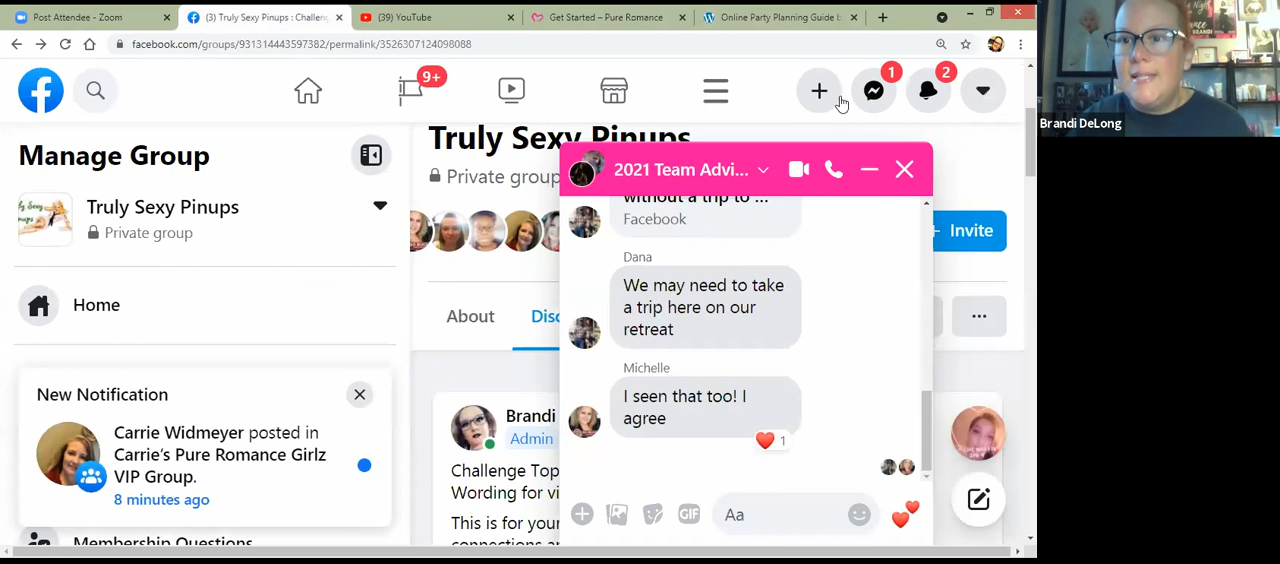 Post Attendee - Zoom
(3) Truly Sexy Pinups : Challeng
(39) YouTube
Get Started – Pure Romance
Online Party Planning Guide b
facebook.com/groups/931314443597382/permalink/3526307124098088
9+
1
2
Brandi DeLong
Manage Group
Truly Sexy Pinups
Private group
Home
New Notification
Carrie Widmeyer posted in
Carrie's Pure Romance Girlz
VIP Group.
8 minutes ago
Membership Questions
Truly Sexy Pinups
Private group
Invite
About
Disc
Brandi
Admin
Challenge Top
Wording for vi
This is for your
connections a
2021 Team Advi...
without a trip to ...
Facebook
Dana
We may need to take
a trip here on our
retreat
Michelle
I seen that too! I
agree
1
GIF
Aa